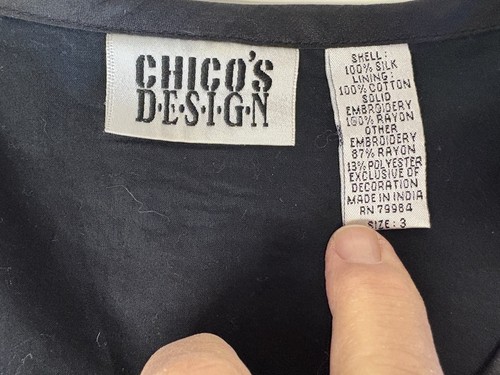 CHICO'S
D·E·S·I·G·N
SHELL:
100% SILK
LINING:
100% COTTON
SOLID
EMBROIDERY
100% RAYON
OTHER
EMBROIDERY
87% RAYON
13% POLYESTER
EXCLUSIVE OF
DECORATION
MADE IN INDIA
RN 79984
SIZE: 3